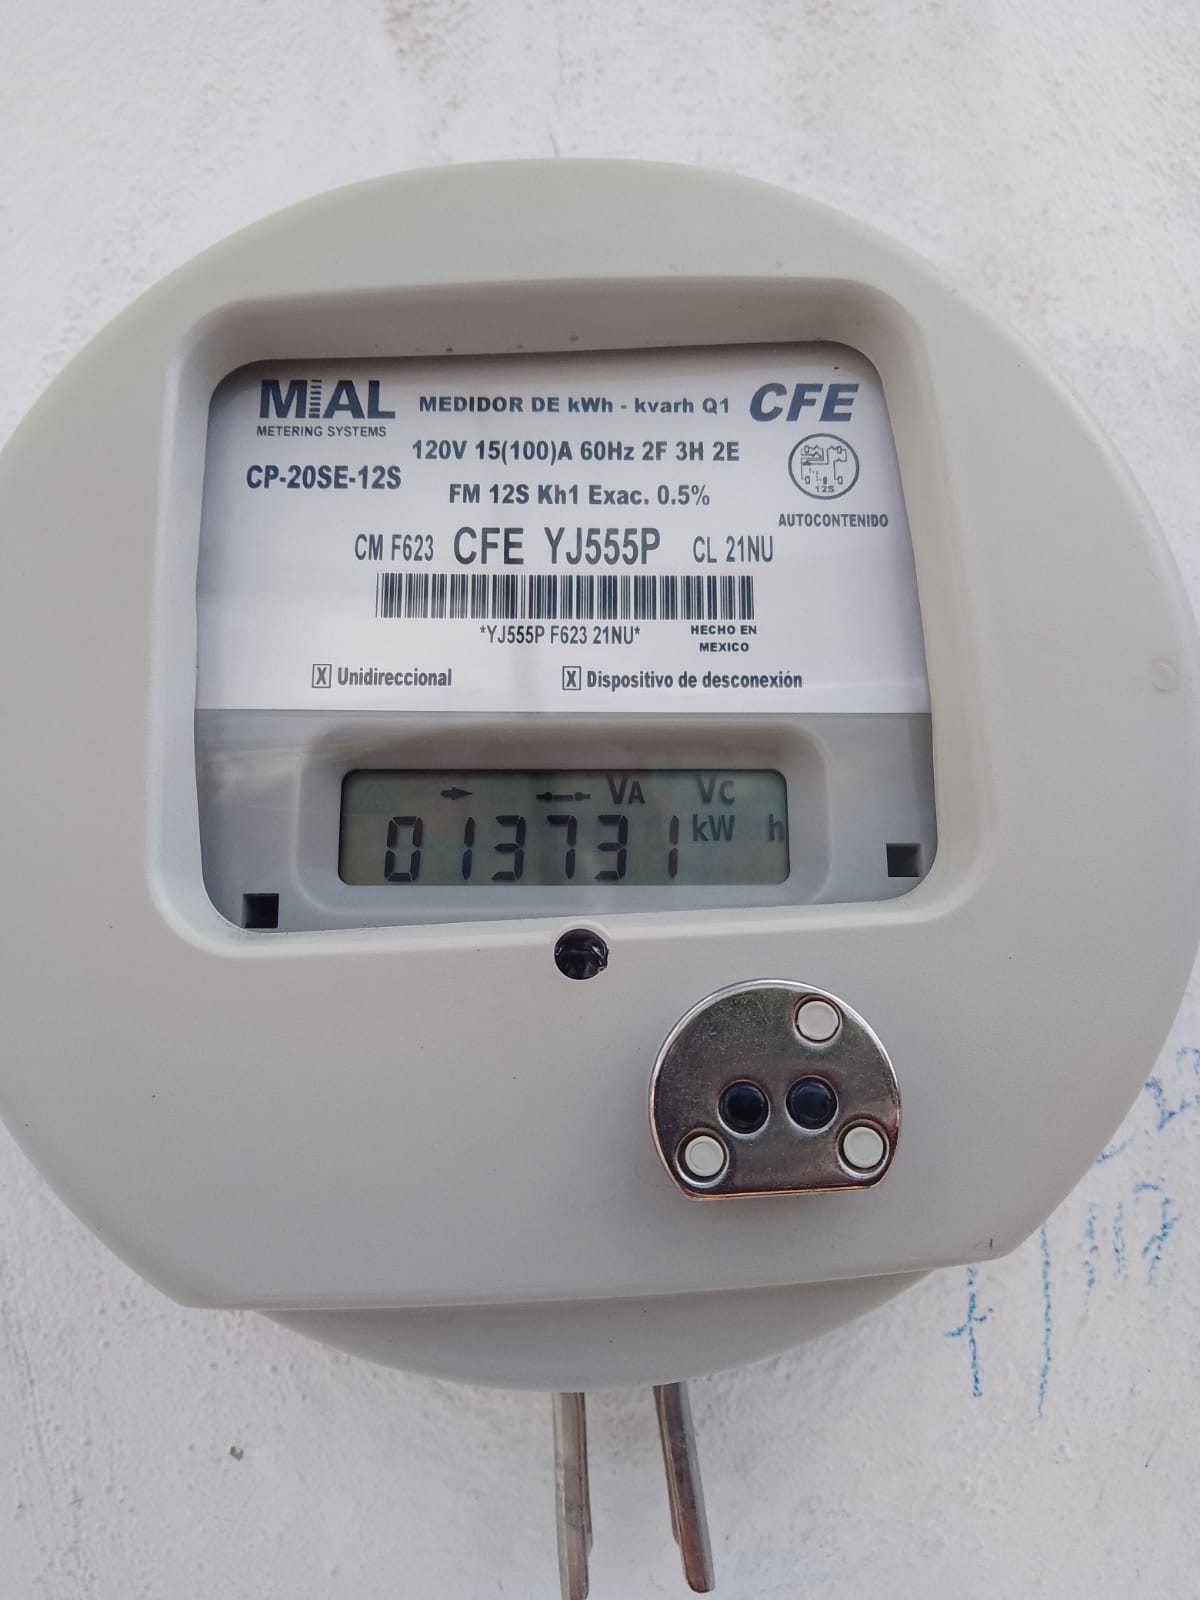 MIAL
METERING SYSTEMS
MEDIDOR DE kWh - kvarh Q1
CFE
120V 15(100)A 60Hz 2F 3H 2E
CP-20SE-12S
FM 12S Kh1 Exac. 0.5%
12S
AUTOCONTENIDO
CM F623 CFE YJ555P CL 21NU
*YJ555P F623 21NU*
HECHO EN
MEXICO
X Unidireccional
X Dispositivo de desconexión
VA VC
013731 kW h